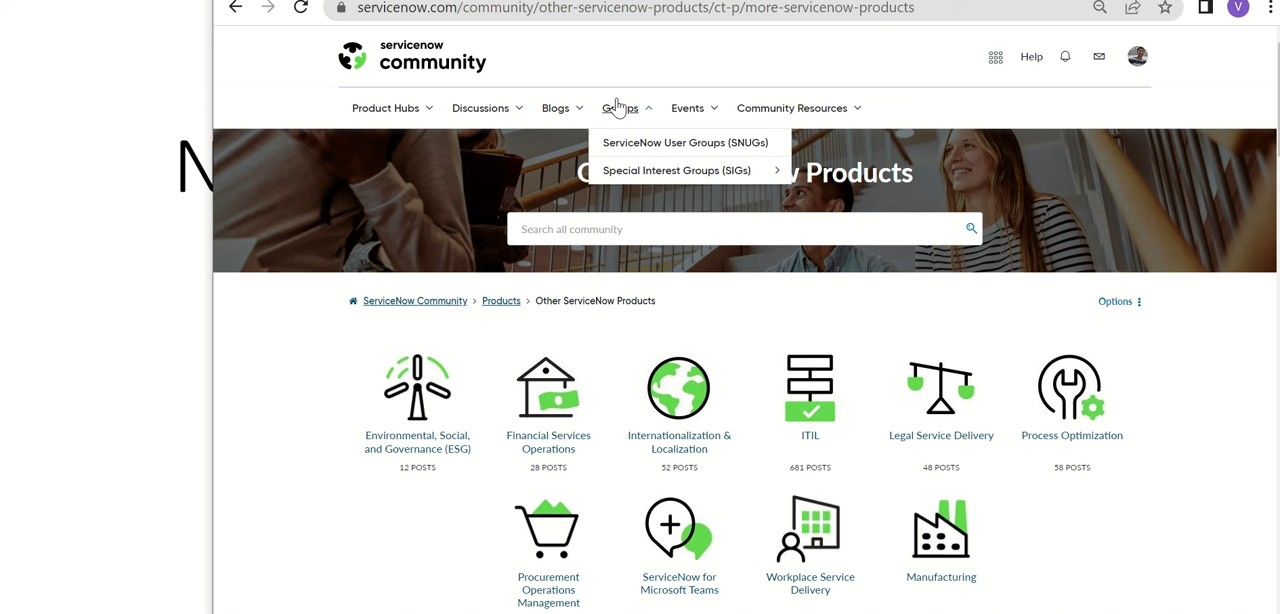 servicenow.com/community/other-servicenow-products/ct-p/more-servicenow-products
V
servicenow
community
Help
Product Hubs
Discussions
Blogs
Events
Community Resources
ServiceNow User Groups (SNUGs)
Special Interest Groups (SIGs)
Products
Search all community
ServiceNow Community > Products > Other ServiceNow Products
Options
Environmental, Social,
and Governance (ESG)
12 POSTS
Financial Services
Operations
28 POSTS
Internationalization &
Localization
52 POSTS
ITIL
681 POSTS
Legal Service Delivery
48 POSTS
Process Optimization
58 POSTS
Procurement
Operations
Management
ServiceNow for
Microsoft Teams
Workplace Service
Delivery
Manufacturing